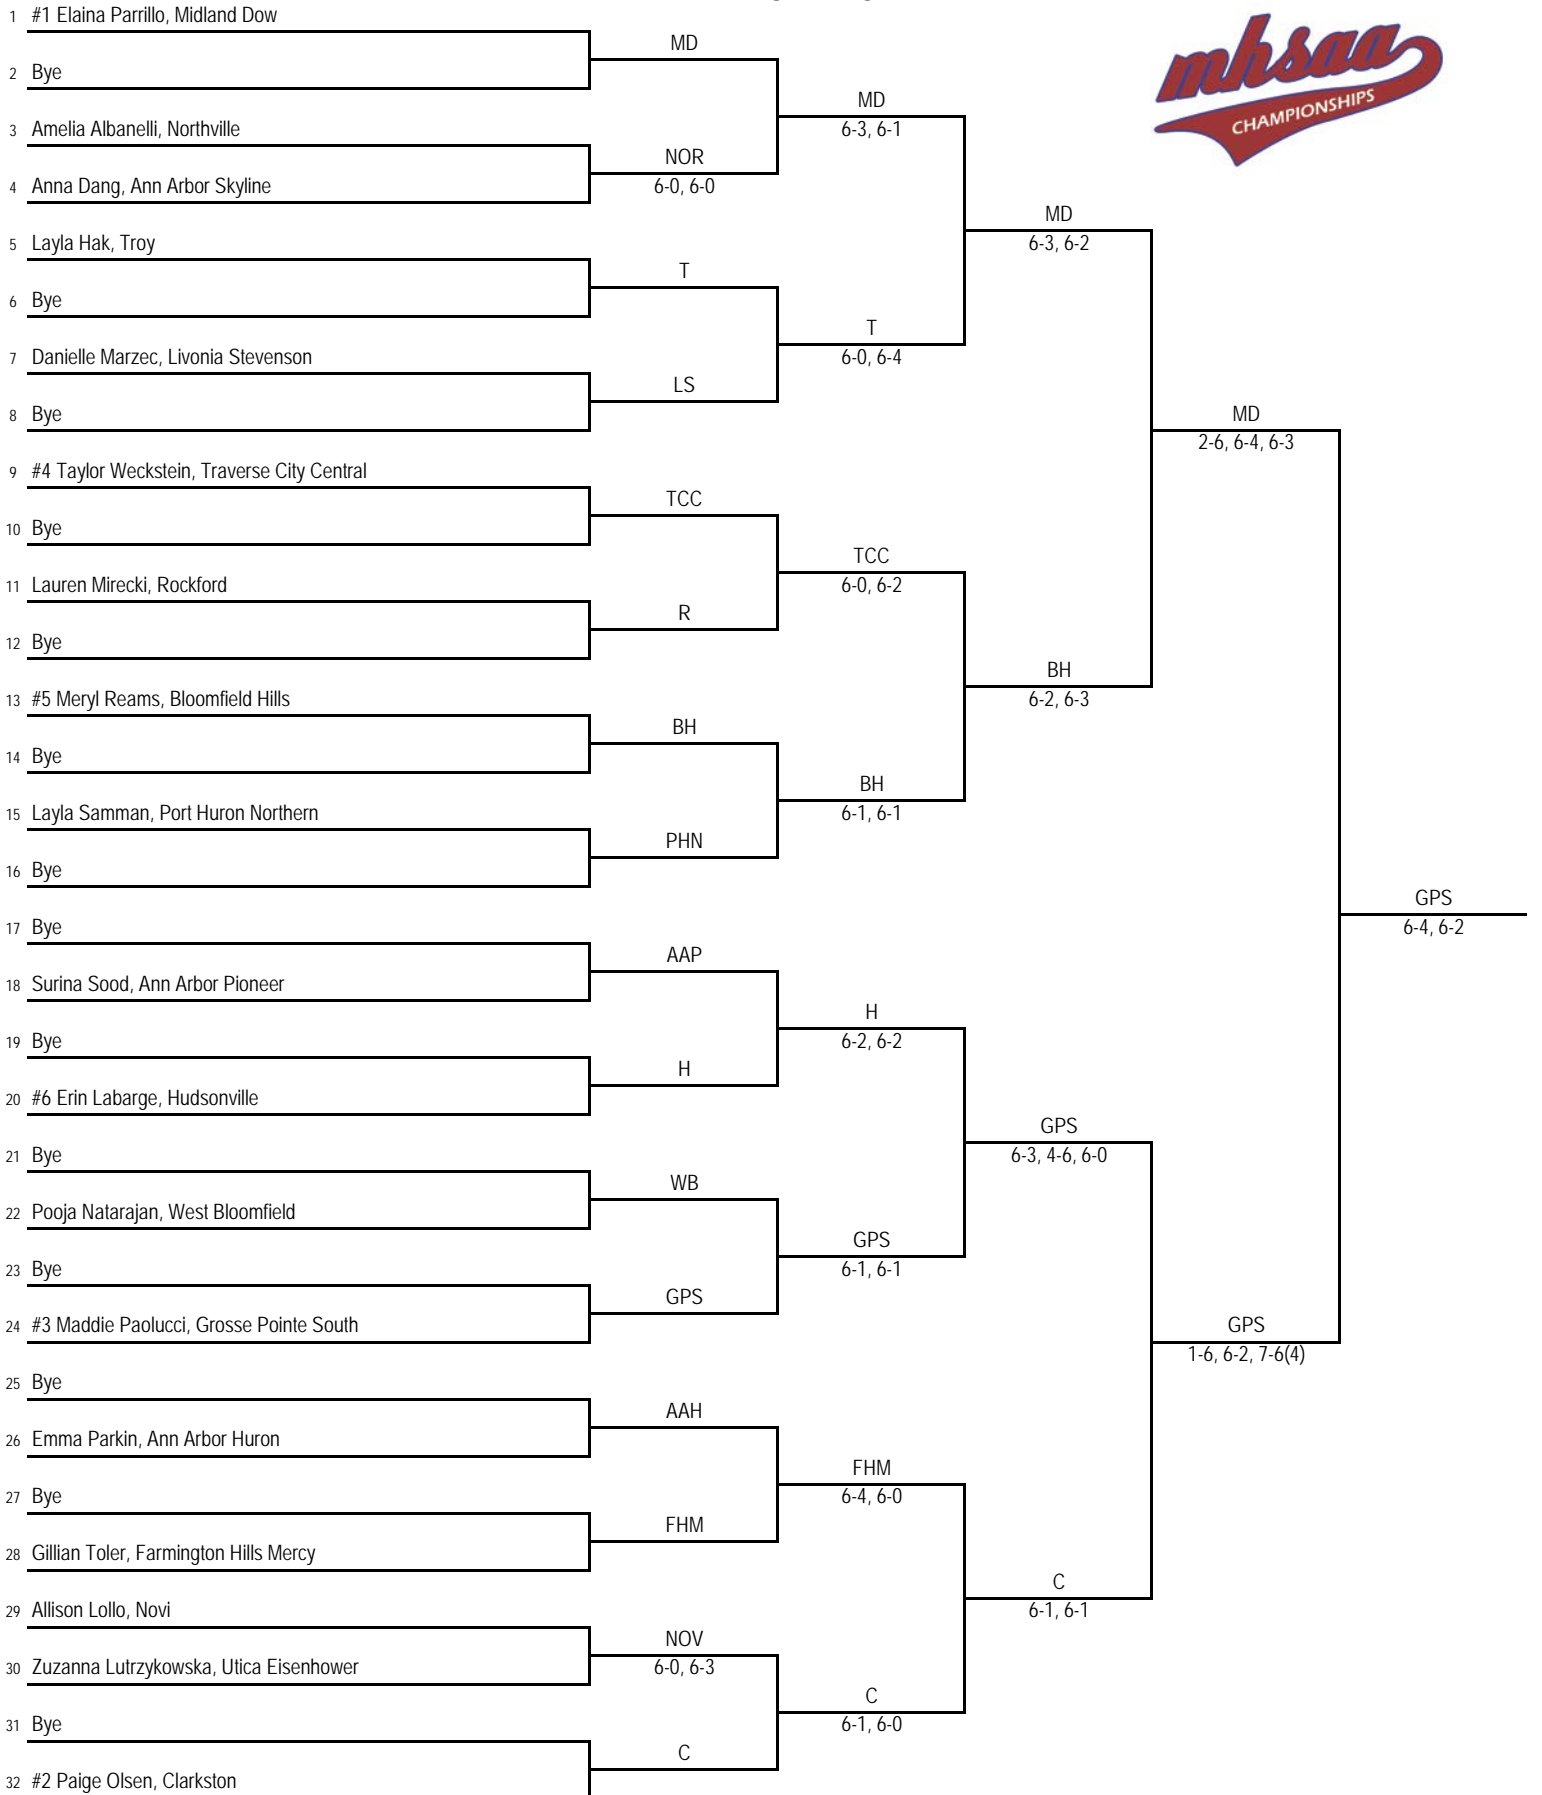 1 #1 Elaina Parrillo, Midland Dow
2 Bye
3 Amelia Albanelli, Northville
4 Anna Dang, Ann Arbor Skyline
5 Layla Hak, Troy
6 Bye
7 Danielle Marzec, Livonia Stevenson
8 Bye
9 #4 Taylor Weckstein, Traverse City Central
10 Bye
11 Lauren Mirecki, Rockford
12 Bye
13 #5 Meryl Reams, Bloomfield Hills
14 Bye
15 Layla Samman, Port Huron Northern
16 Bye
17 Bye
18 Surina Sood, Ann Arbor Pioneer
19 Bye
20 #6 Erin Labarge, Hudsonville
21 Bye
22 Pooja Natarajan, West Bloomfield
23 Bye
24 #3 Maddie Paolucci, Grosse Pointe South
25 Bye
26 Emma Parkin, Ann Arbor Huron
27 Bye
28 Gillian Toler, Farmington Hills Mercy
29 Allison Lollo, Novi
30 Zuzanna Lutrzykowska, Utica Eisenhower
31 Bye
32 #2 Paige Olsen, Clarkston
MD
NOR
6-0, 6-0
T
LS
TCC
R
BH
PHN
AAP
H
WB
GPS
AAH
FHM
NOV
6-0, 6-3
C
MD
6-3, 6-1
T
6-0, 6-4
TCC
6-0, 6-2
BH
6-1, 6-1
H
6-2, 6-2
GPS
6-1, 6-1
FHM
6-4, 6-0
C
6-1, 6-0
MD
6-3, 6-2
BH
6-2, 6-3
GPS
6-3, 4-6, 6-0
C
6-1, 6-1
MD
2-6, 6-4, 6-3
GPS
1-6, 6-2, 7-6(4)
GPS
6-4, 6-2
mhsaa
CHAMPIONSHIPS